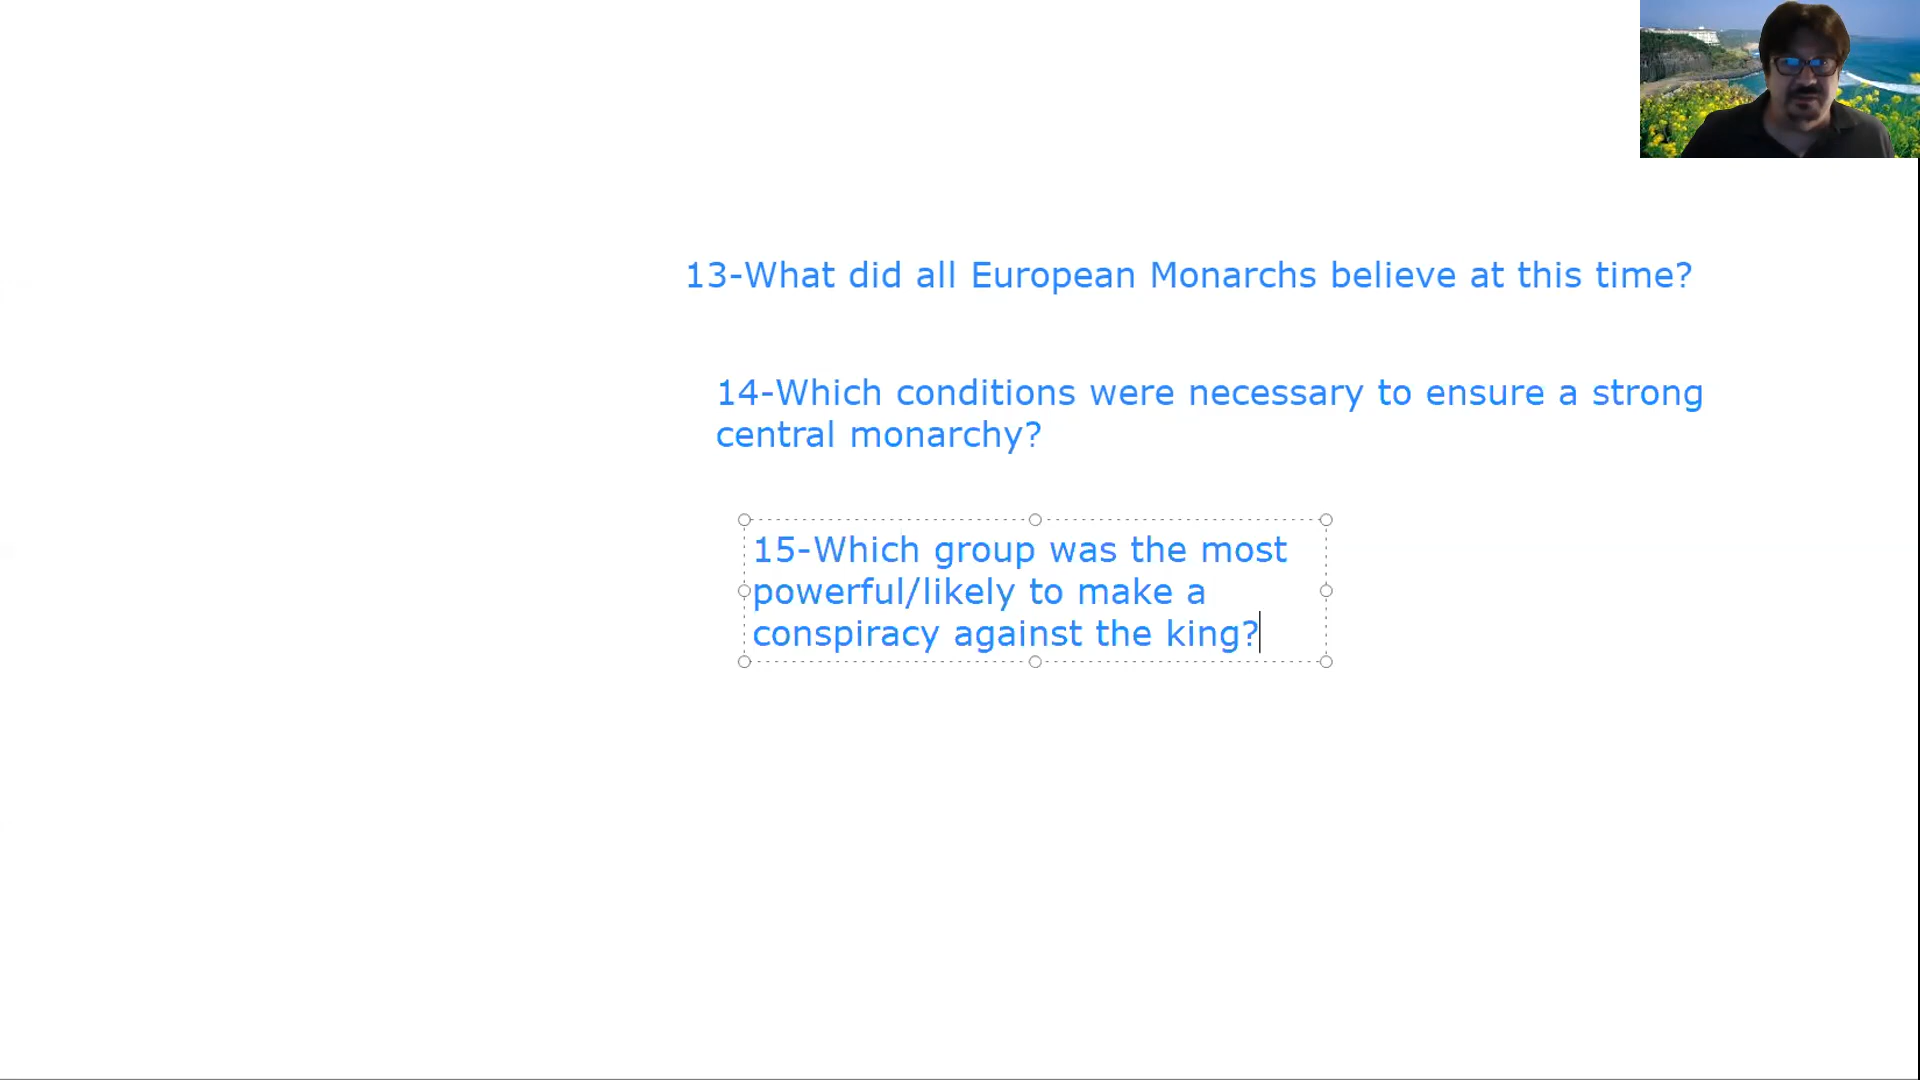 13-What did all European Monarchs believe at this time?
14-Which conditions were necessary to ensure a strong
central monarchy?
15-Which group was the most
powerful/likely to make a
conspiracy against the king?